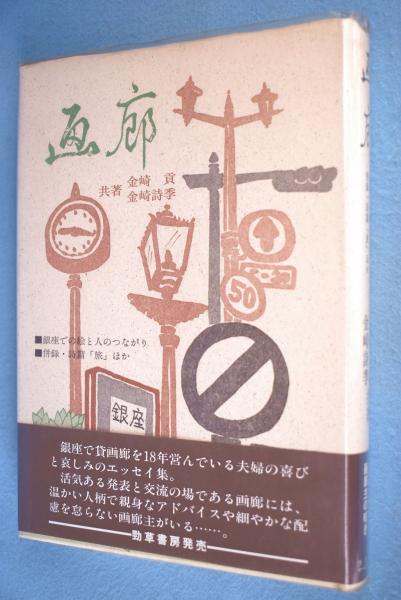 画廊
共著
金崎 貢
金崎詩季
50
■銀座での絵と人のつながり
■併録・詩篇「旅」ほか
銀座
銀座で貸画廊を18年営んでいる夫婦の喜び
と哀しみのエッセイ集。
活気ある発表と交流の場である画廊には、
温かい人柄で親身なアドバイスや細やかな配
慮を怠らない画廊主がいる……。
勁草書房発売
画廊
金崎詩季